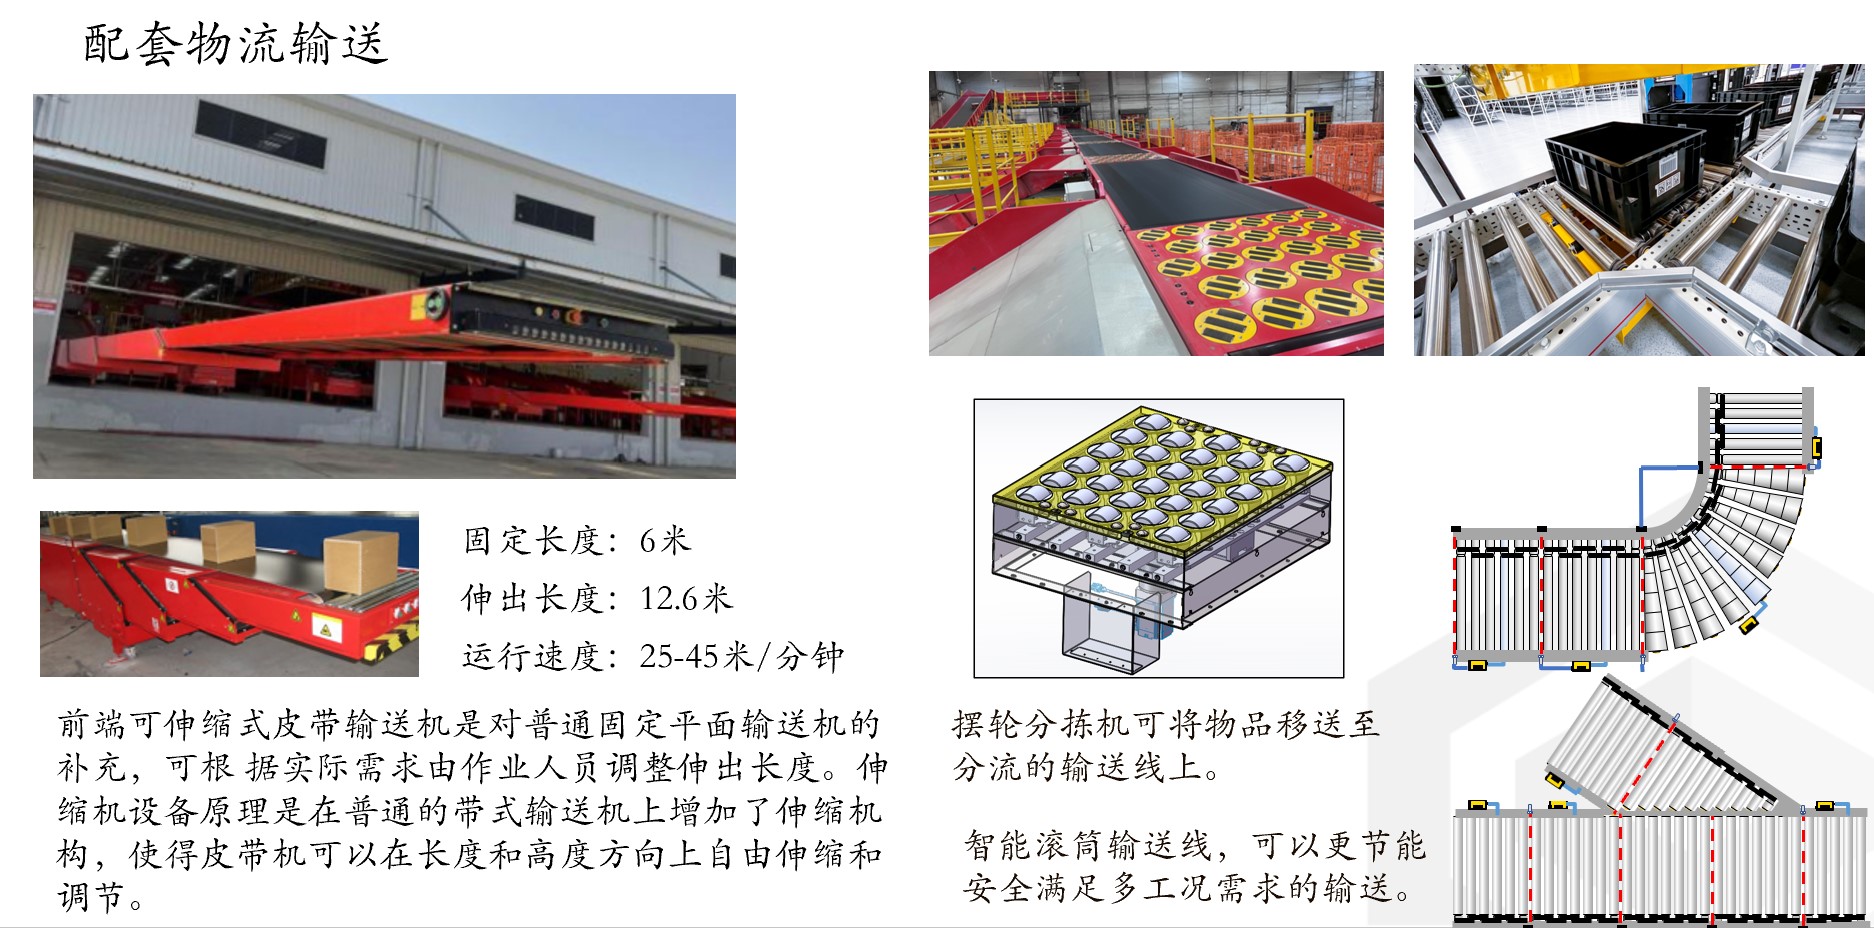 配套物流输送
固定长度：6米
伸出长度：12.6米
运行速度：25-45米/分钟
前端可伸缩式皮带输送机是对普通固定平面输送机的
补充，可根 据实际需求由作业人员调整伸出长度。伸
缩机设备原理是在普通的带式输送机上增加了伸缩机
构，使得皮带机可以在长度和高度方向上自由伸缩和
调节。
摆轮分拣机可将物品移送至
分流的输送线上。
智能滚筒输送线，可以更节能
安全满足多工况需求的输送。